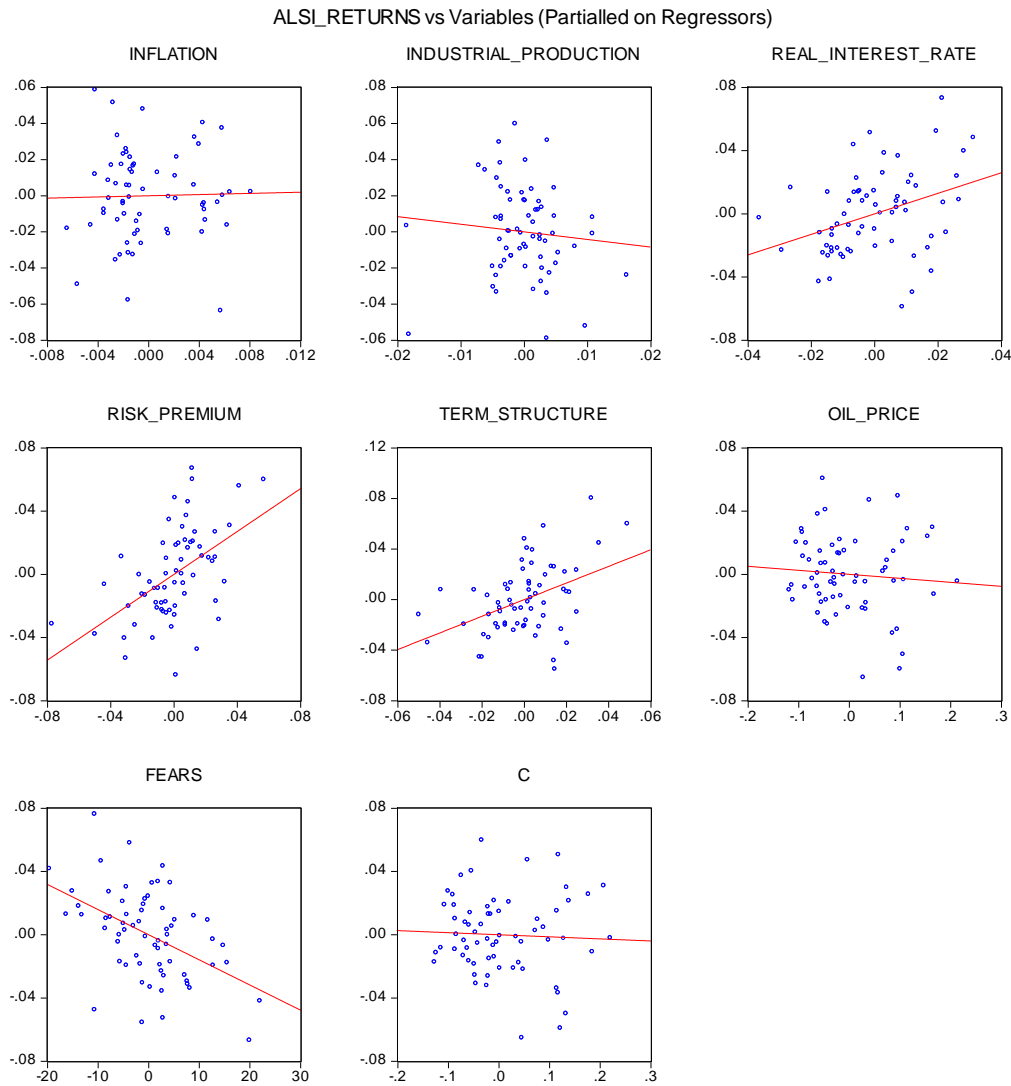 ALSI_RETURNS vs Variables (Partialled on Regressors)
INFLATION
.06
.04
.02
.00
-.02
-.04
-.06
-.08
-.008 -.004 .000 .004 .008 .012
INDUSTRIAL_PRODUCTION
.08
.06
.04
.02
.00
-.02
-.04
-.06
-.02 -.01 .00 .01 .02
REAL_INTEREST_RATE
.08
.04
.00
-.04
-.08
-.04 -.02 .00 .02 .04
RISK_PREMIUM
.08
.04
.00
-.04
-.08
-.08 -.04 .00 .04 .08
TERM_STRUCTURE
.12
.08
.04
.00
-.04
-.08
-.06 -.04 -.02 .00 .02 .04 .06
OIL_PRICE
.08
.04
.00
-.04
-.08
-.2 -.1 .0 .1 .2 .3
FEARS
.08
.04
.00
-.04
-.08
-20 -10 0 10 20 30
C
.08
.04
.00
-.04
-.08
-.2 -.1 .0 .1 .2 .3